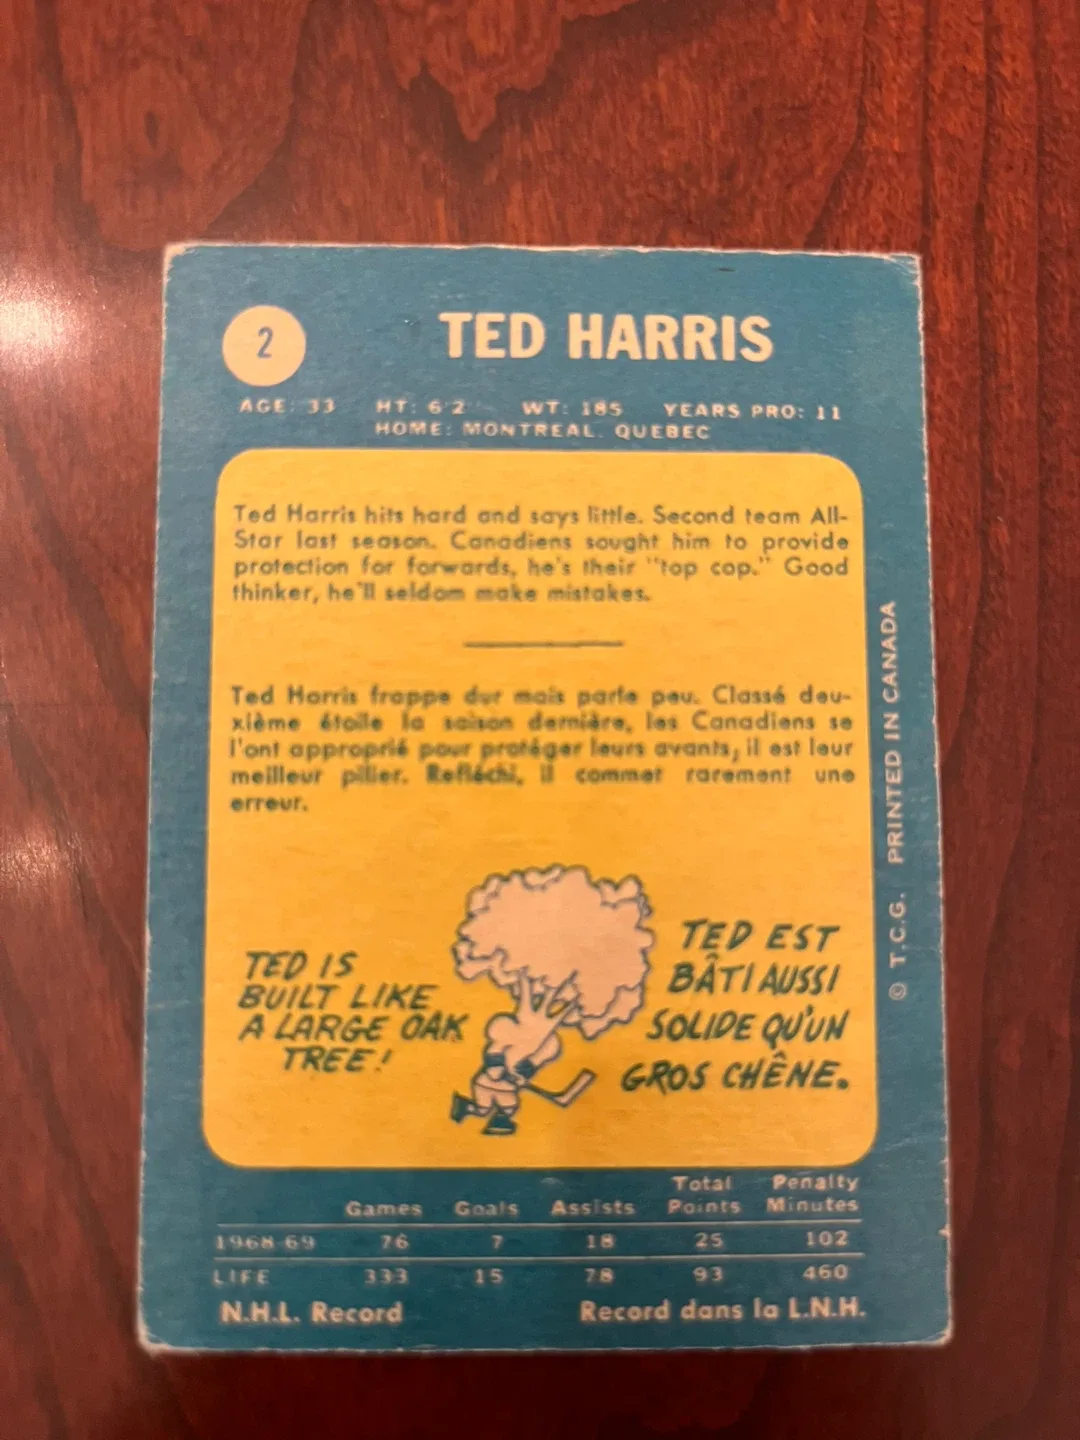 2
TED HARRIS
AGE: 33 HT: 6'2" WT: 185 YEARS PRO: 11
HOME: MONTREAL, QUEBEC
Ted Harris hits hard and says little. Second team All-
Star last season. Canadiens sought him to provide
protection for forwards, he's their "top cop." Good
thinker, he'll seldom make mistakes.
Ted Harris frappe dur mais parle peu. Classé deu-
xième étoile la saison dernière, les Canadiens se
l'ont approprié pour protéger leurs avants; il est leur
meilleur pilier. Refléchi, il commet rarement une
erreur.
TED IS
BUILT LIKE
A LARGE OAK
TREE!
TED EST
BÂTI AUSSI
SOLIDE QU'UN
GROS CHÊNE.
Games Goals Assists Total Points Penalty Minutes
1968-69 76 7 18 25 102
LIFE 333 15 78 93 460
N.H.L. Record Record dans la L.N.H.
© T.C.G. PRINTED IN CANADA